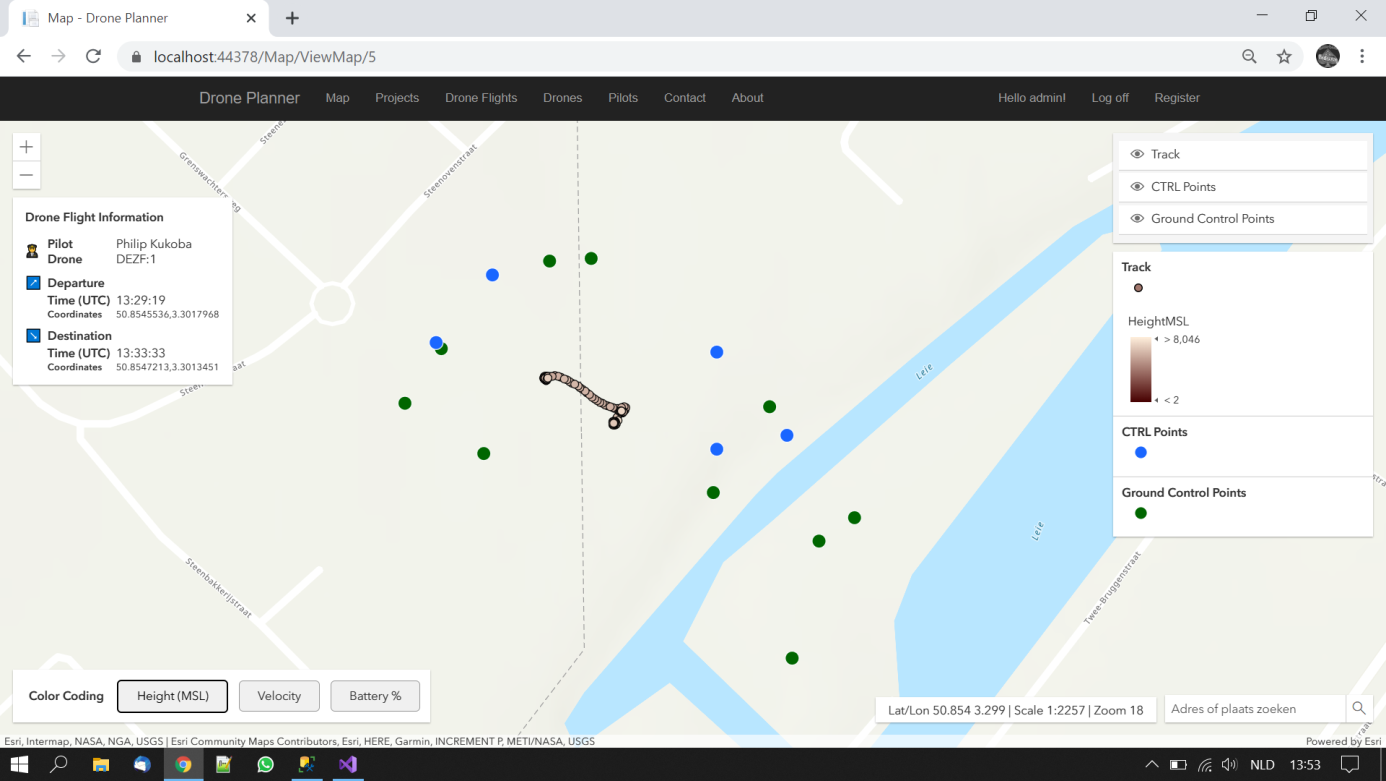 Map - Drone Planner
localhost:44378/Map/ViewMap/5
Drone Planner Map Projects Drone Flights Drones Pilots Contact About Hello admin! Log off Register
Steenovenstraat
Drone Flight Information
Pilot Philip Kukoba
Drone DEZF:1
Departure
Time (UTC) 13:29:19
Coordinates 50.8545536,3.3017968
Destination
Time (UTC) 13:33:33
Coordinates 50.8547213,3.3013451
Track
CTRL Points
Ground Control Points
Track
HeightMSL
> 8,046
< 2
CTRL Points
Ground Control Points
Leie
Leie
Steenbakkerijstraat
Twee-Bruggenstraat
Color Coding Height (MSL) Velocity Battery %
Lat/Lon 50.854 3.299 | Scale 1:2257 | Zoom 18
Adres of plaats zoeken
Esri, Intermap, NASA, NGA, USGS | Esri Community Maps Contributors, Esri, HERE, Garmin, INCREMENT P, METI/NASA, USGS
Powered by Esri
NLD 13:53